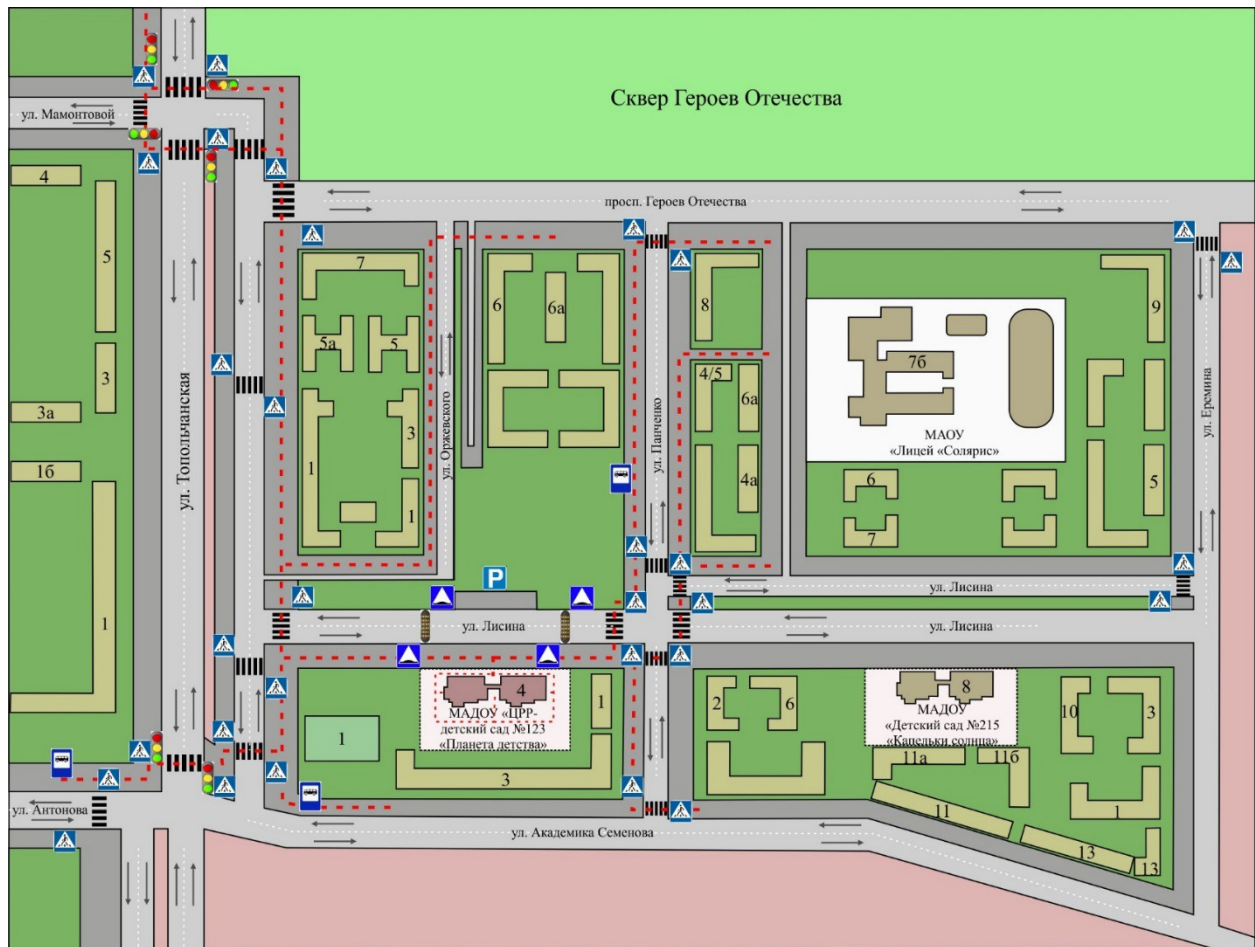 Сквер Героев Отечества
ул. Мамонтовой
4
5
просп. Героев Отечества
7
6
6а
8
9
5а
5
7б
4/5
6а
3
3а
1б
ул. Топольчанская
ул. Оржевского
ул. Панченко
ул. Еремина
МАОУ
«Лицей «Солярис»
3
1
1
4а
6
7
5
1
P
ул. Лисина
ул. Лисина
ул. Лисина
4
МАДОУ «ЦРР-
детский сад №123
«Планета детства»
1
1
3
2
6
8
МАДОУ
«Детский сад №215
«Капельки солнца»
10
3
11а
11б
11
1
13
13
ул. Антонова
ул. Академика Семенова